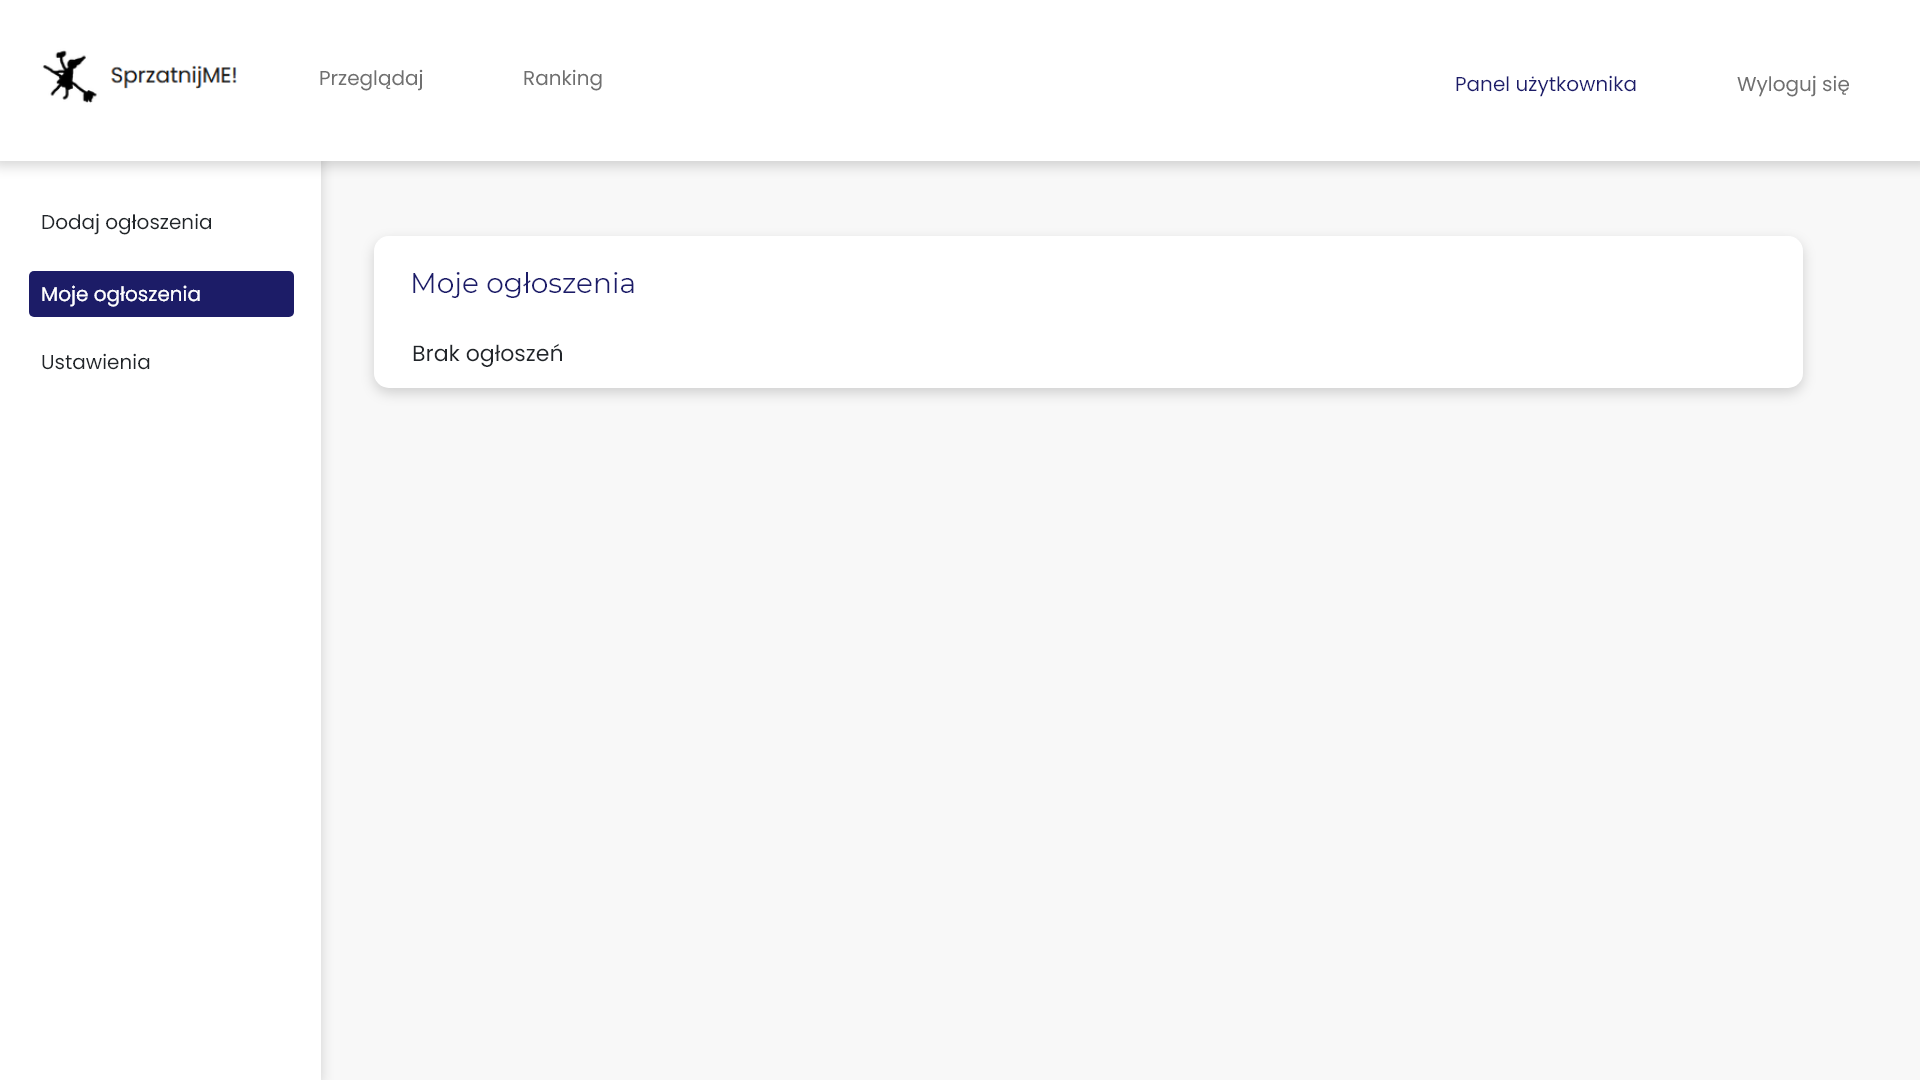 SprzatnijME!
Przeglądaj
Ranking
Panel użytkownika
Wyloguj się
Dodaj ogłoszenia
Moje ogłoszenia
Ustawienia
Moje ogłoszenia
Brak ogłoszeń